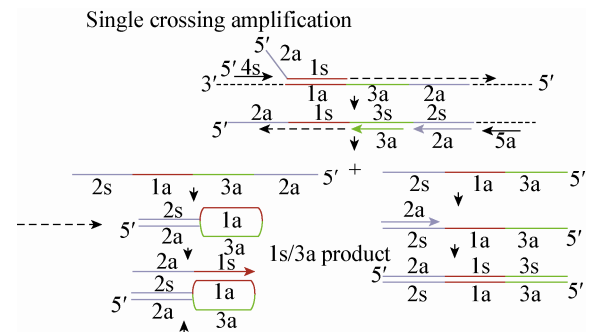 Single crossing amplification
5′ 2a
5′ 4s 1s
3′ 5′
1a 3a 2a
2a 1s 3s 2s
5′
3a 2a 5a
5′ + 5′
2s 1a 3a 2a 2s 1a 3a
2s 1a 2a
5′ 2a 3a 2s 1a 3a 5′
2a 1s 1s/3a product
2s 1a 5′ 2a 1s 3s
5′ 2a 3a 2s 1a 3a 5′